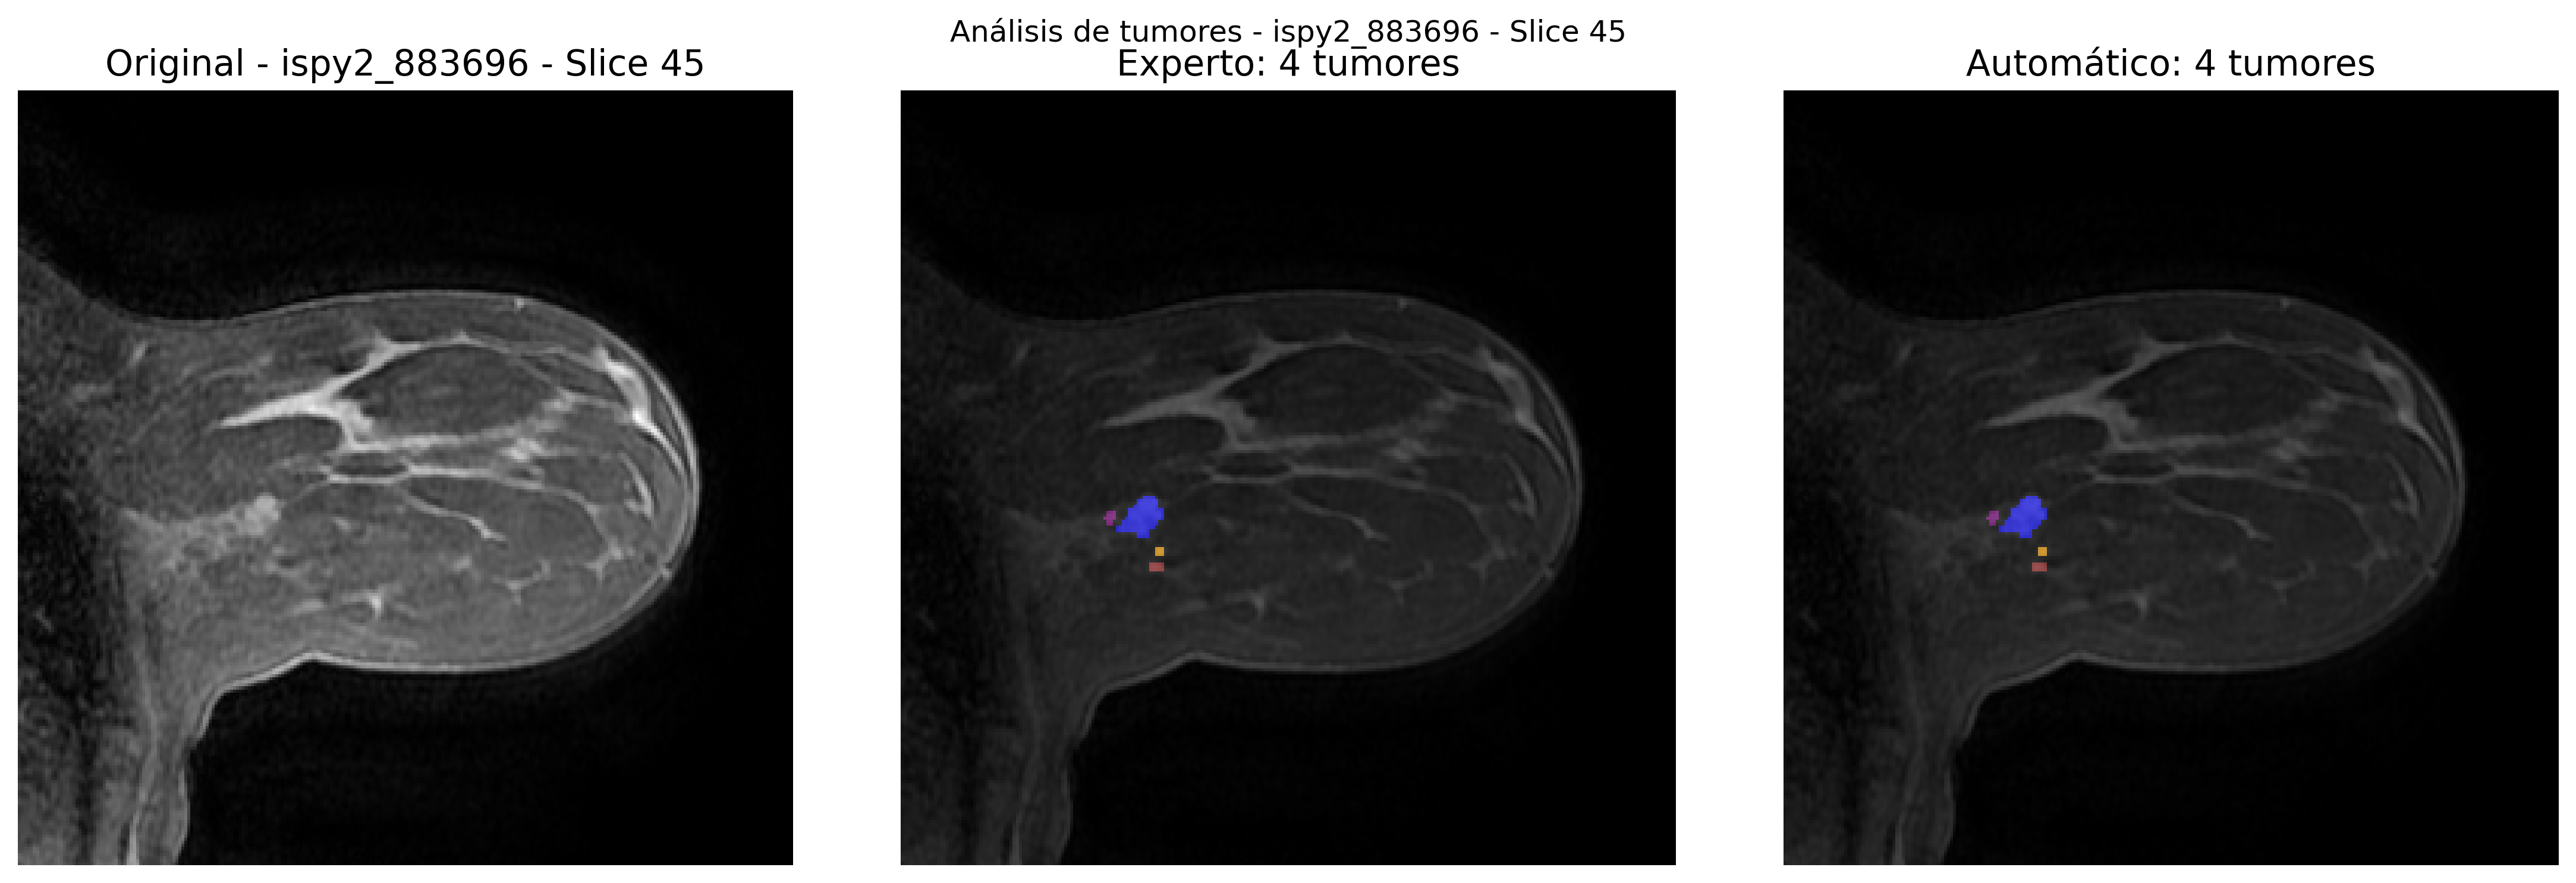 Análisis de tumores - ispy2_883696 - Slice 45
Original - ispy2_883696 - Slice 45
Experto: 4 tumores
Automático: 4 tumores